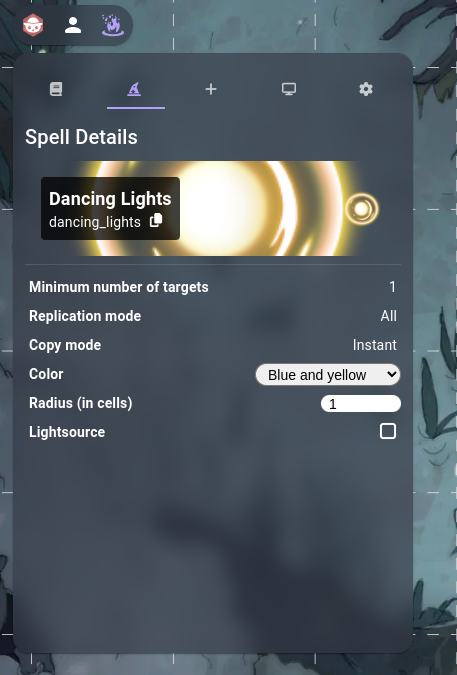 Spell Details
Dancing Lights
dancing_lights
Minimum number of targets 1
Replication mode All
Copy mode Instant
Color Blue and yellow
Radius (in cells) 1
Lightsource